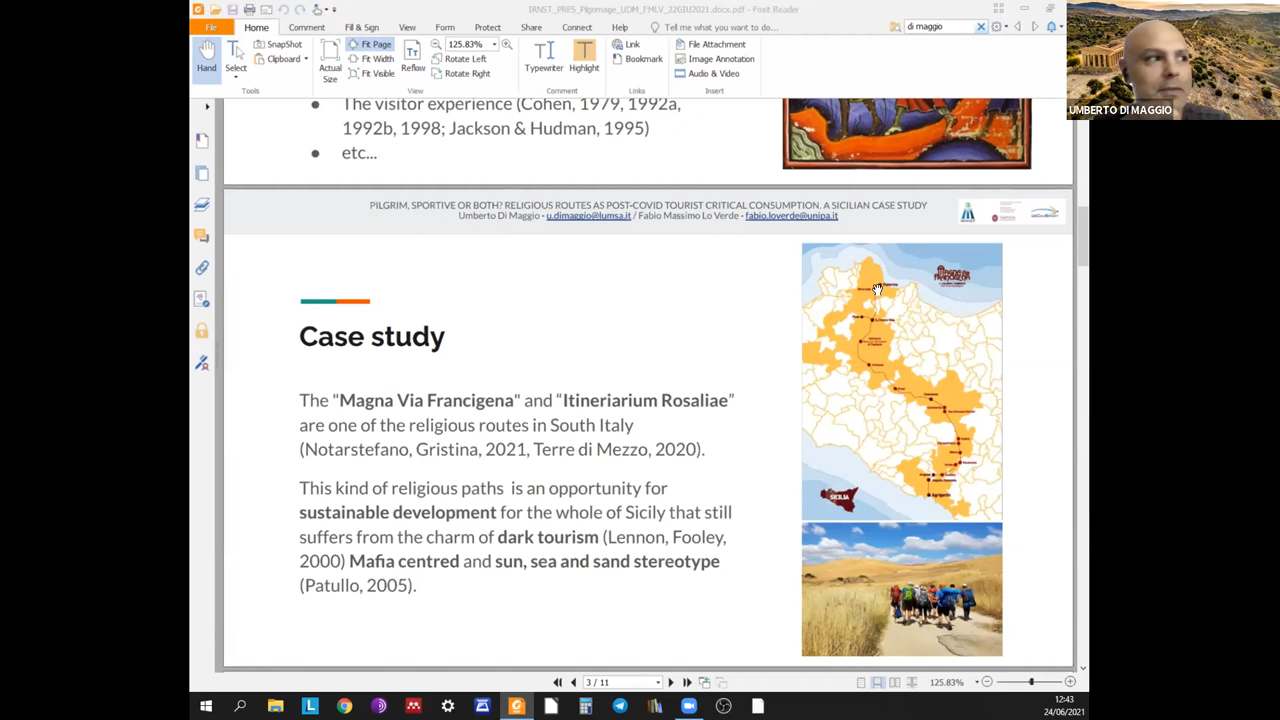 IRNST_PRES_Pilgrimage_UDM_FMLV_22GIU2021.docx.pdf - Foxit Reader
File Home Comment Fill & Sign View Form Protect Share Connect Help Tell me what you want to do...
di maggio
Hand
Select
SnapShot
Clipboard
Tools
Actual Size
Fit Page
Fit Width
Fit Visible
Reflow
125.83%
Rotate Left
Rotate Right
View
Typewriter
Highlight
Comment
Link
Bookmark
Links
File Attachment
Image Annotation
Audio & Video
Insert
UMBERTO DI MAGGIO
The visitor experience (Cohen, 1979, 1992a,
1992b, 1998; Jackson & Hudman, 1995)
etc...
PILGRIM, SPORTIVE OR BOTH? RELIGIOUS ROUTES AS POST-COVID TOURIST CRITICAL CONSUMPTION. A SICILIAN CASE STUDY
Umberto Di Maggio - u.dimaggio@lumsa.it / Fabio Massimo Lo Verde - fabio.loverde@unipa.it
Case study
The "Magna Via Francigena" and “Itineriarium Rosaliae”
are one of the religious routes in South Italy
(Notarstefano, Gristina, 2021, Terre di Mezzo, 2020).
This kind of religious paths is an opportunity for
sustainable development for the whole of Sicily that still
suffers from the charm of dark tourism (Lennon, Fooley,
2000) Mafia centred and sun, sea and sand stereotype
(Patullo, 2005).
Palermo
Agrigento
SICILIA
3 / 11
125.83%
12:43
24/06/2021